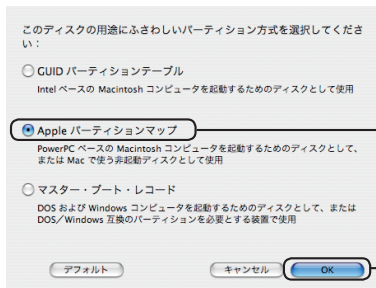 このディスクの用途にふさわしいパーティション方式を選択してくださ
い：
GUID パーティションテーブル
Intel ベースの Macintosh コンピュータを起動するためのディスクとして使用
Apple パーティションマップ
PowerPC ベースの Macintosh コンピュータを起動するためのディスクとして、
または Mac で使う非起動ディスクとして使用
マスター・ブート・レコード
DOS および Windows コンピュータを起動するためのディスクとして、または
DOS／Windows 互換のパーティションを必要とする装置で使用
デフォルト キャンセル OK